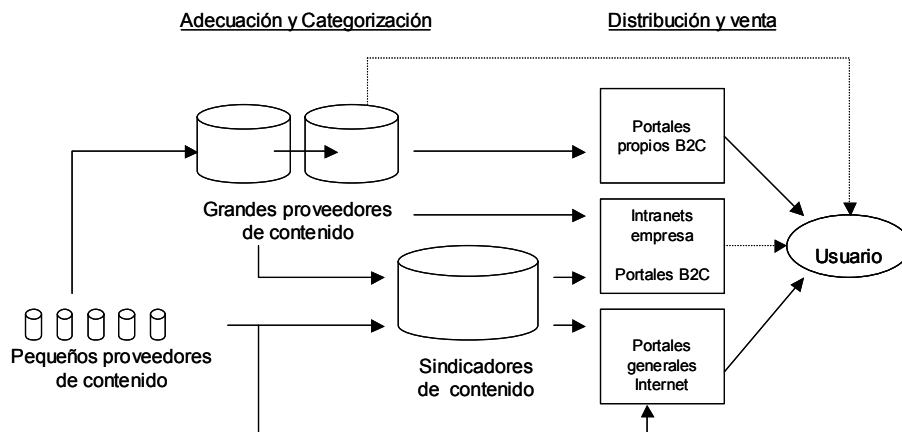 Adecuación y Categorización
Distribución y venta
Portales
propios B2C
Grandes proveedores
de contenido
Intranets
empresa
Portales B2C
Usuario
Pequeños proveedores
de contenido
Sindicadores
de contenido
Portales
generales
Internet